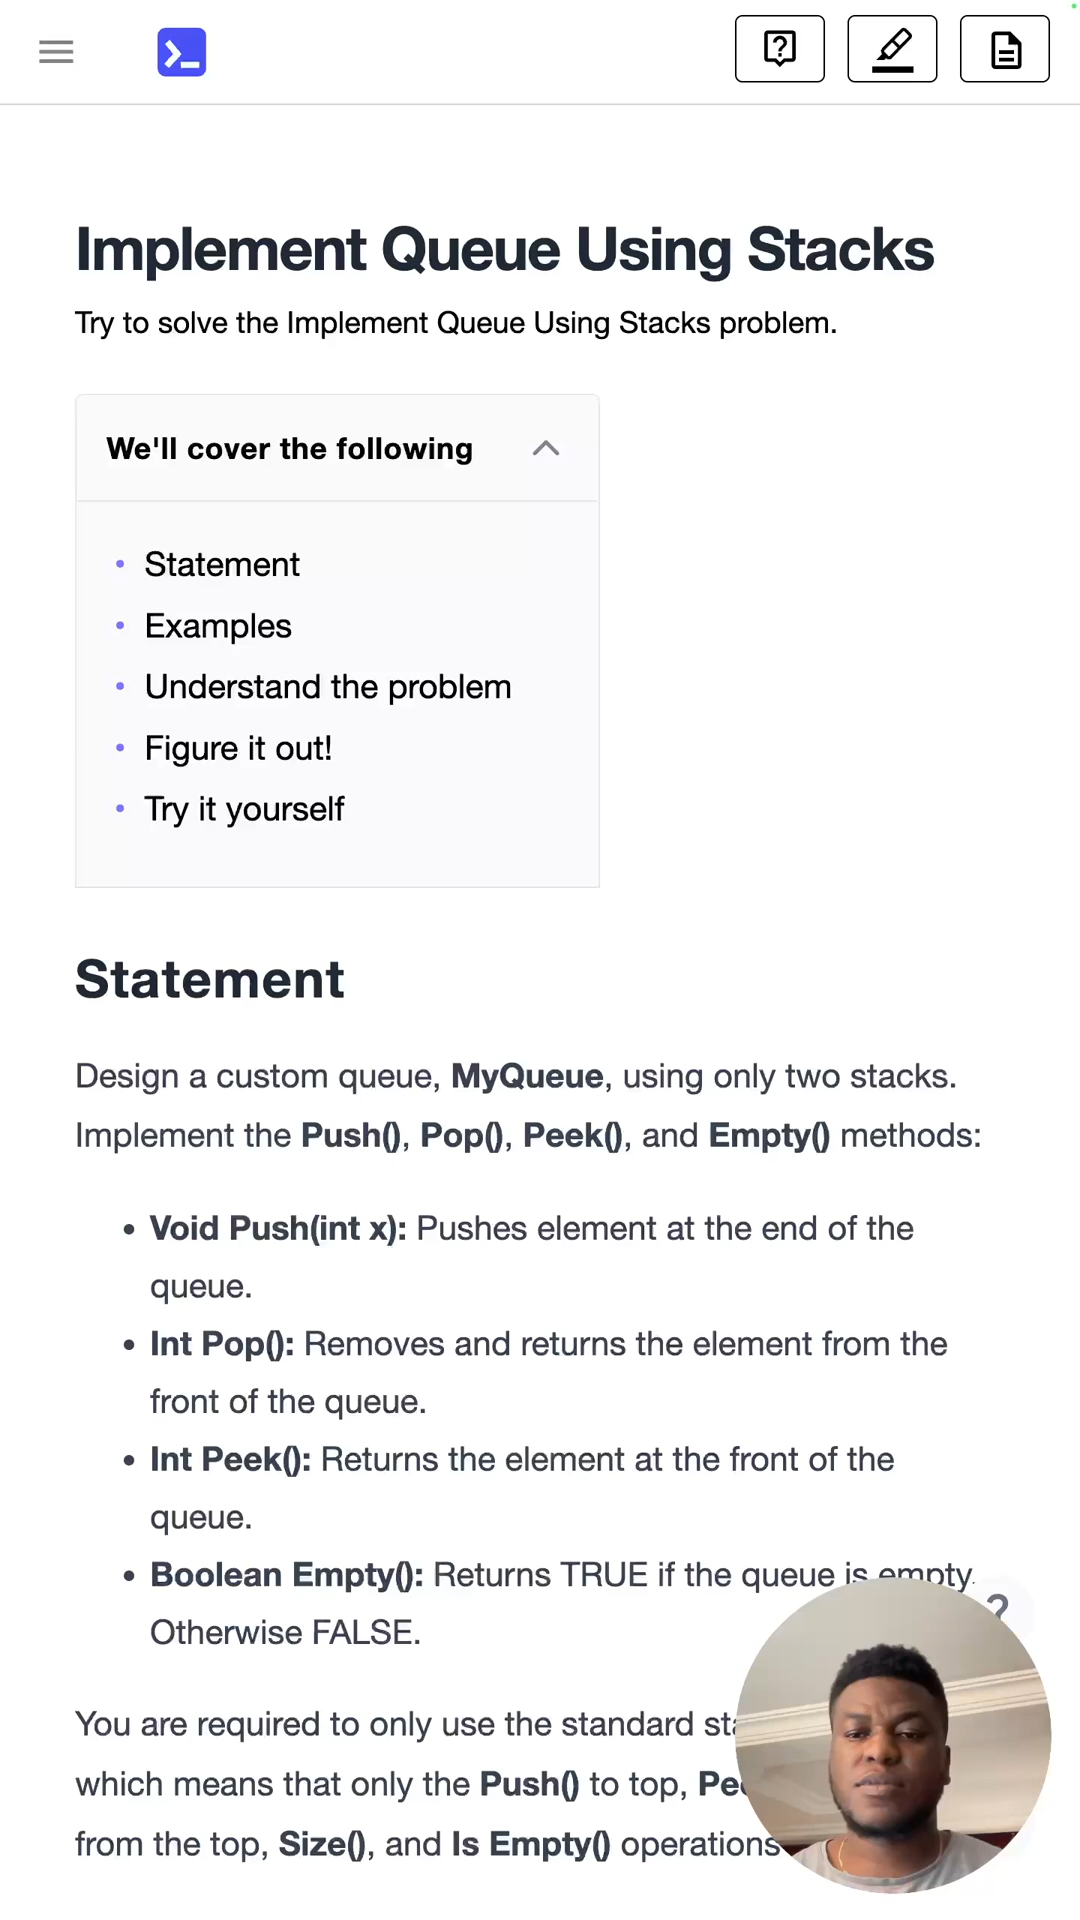 Implement Queue Using Stacks
Try to solve the Implement Queue Using Stacks problem.
We'll cover the following
Statement
Examples
Understand the problem
Figure it out!
Try it yourself
Statement
Design a custom queue, MyQueue, using only two stacks.
Implement the Push(), Pop(), Peek(), and Empty() methods:
Void Push(int x): Pushes element at the end of the
queue.
Int Pop(): Removes and returns the element from the
front of the queue.
Int Peek(): Returns the element at the front of the
queue.
Boolean Empty(): Returns TRUE if the queue is empty.
Otherwise FALSE.
?
You are required to only use the standard
which means that only the Push() to top,
from the top, Size(), and Is Empty() operations